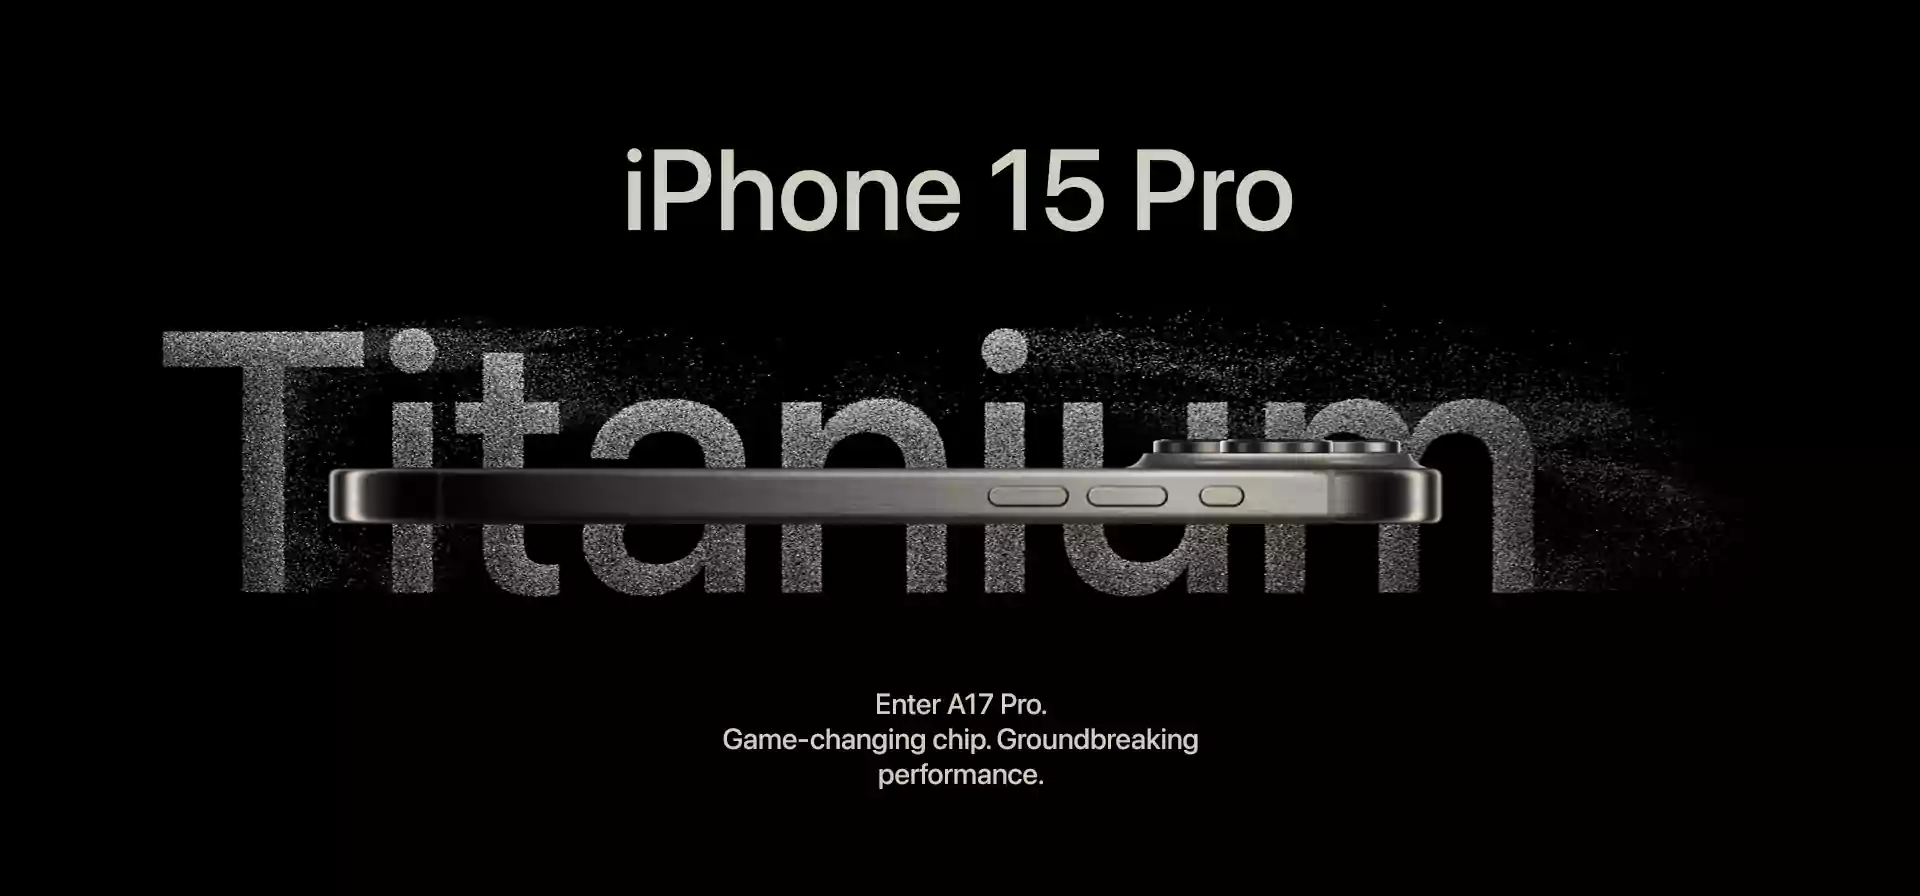 iPhone 15 Pro
Titanium
Enter A17 Pro.
Game-changing chip. Groundbreaking
performance.